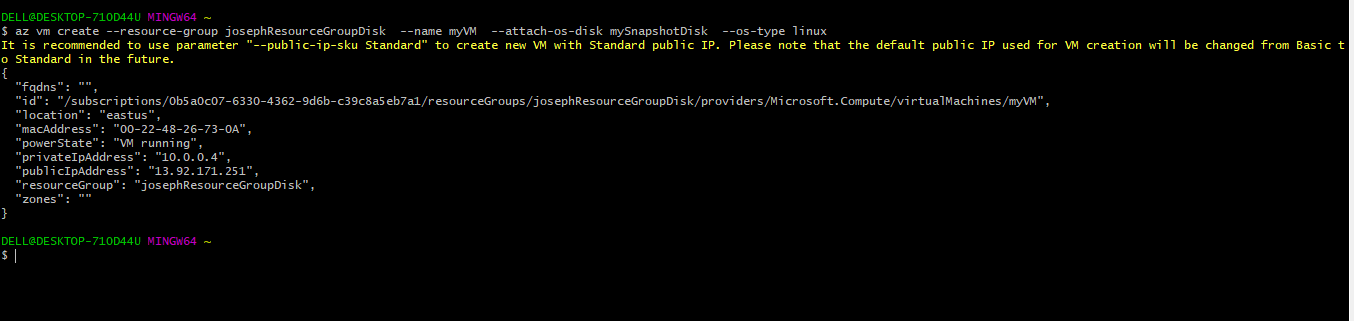 DELL@DESKTOP-71OD44U MINGW64 ~
$ az vm create --resource-group josephResourceGroupDisk  --name myVM  --attach-os-disk mySnapshotDisk  --os-type linux
It is recommended to use parameter "--public-ip-sku Standard" to create new VM with Standard public IP. Please note that the default public IP used for VM creation will be changed from Basic t
o Standard in the future.
{
  "fqdns": "",
  "id": "/subscriptions/0b5a0c07-6330-4362-9d6b-c39c8a5eb7a1/resourceGroups/josephResourceGroupDisk/providers/Microsoft.Compute/virtualMachines/myVM",
  "location": "eastus",
  "macAddress": "00-22-48-26-73-0A",
  "powerState": "VM running",
  "privateIpAddress": "10.0.0.4",
  "publicIpAddress": "13.92.171.251",
  "resourceGroup": "josephResourceGroupDisk",
  "zones": ""
}
DELL@DESKTOP-71OD44U MINGW64 ~
$